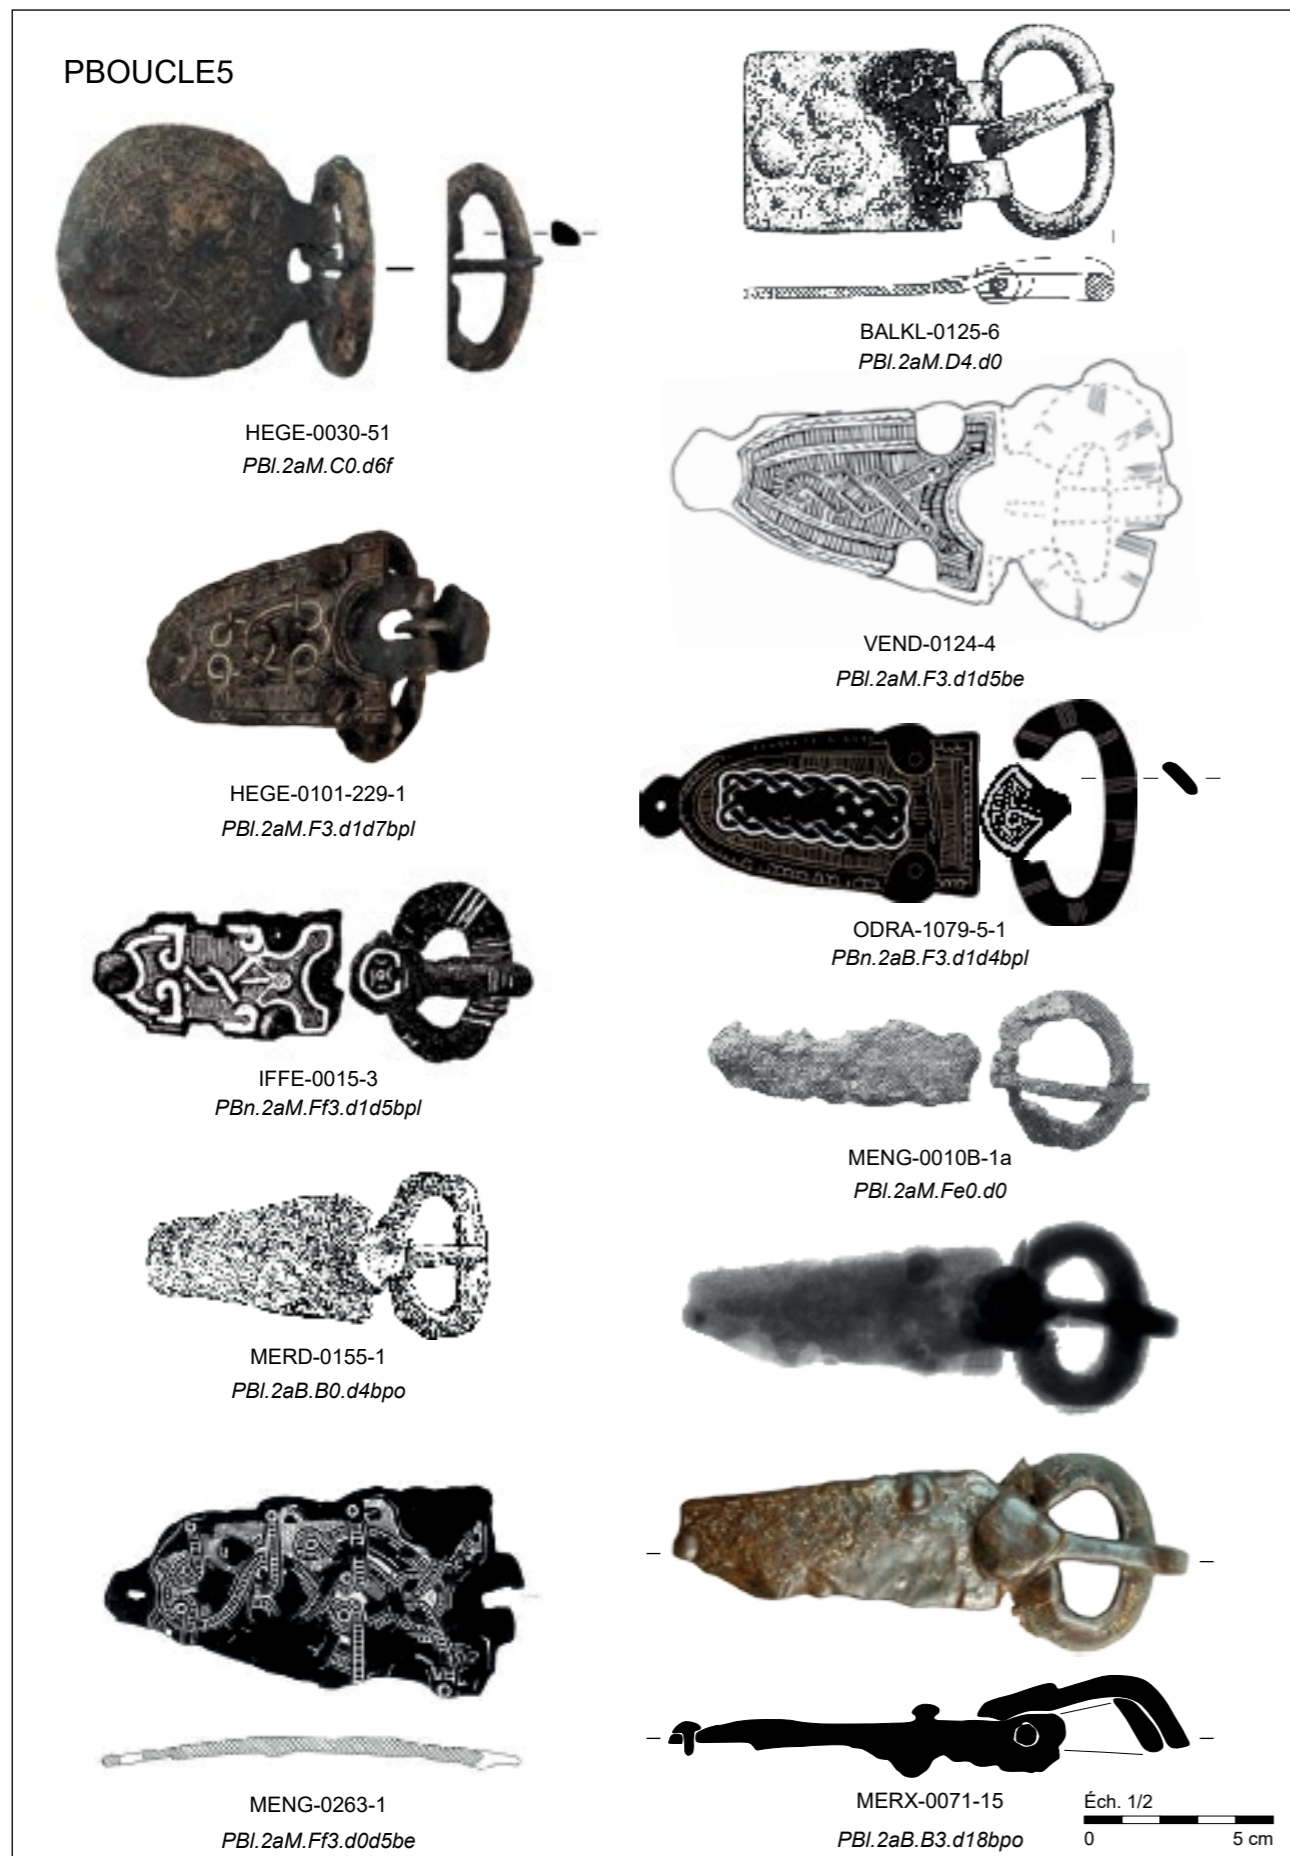 PBOUCLE5
HEGE-0030-51
PBl.2aM.C0.d6f
HEGE-0101-229-1
PBl.2aM.F3.d1d7bpl
IFFE-0015-3
PBn.2aM.Ff3.d1d5bpl
MERD-0155-1
PBl.2aB.B0.d4bpo
MENG-0263-1
PBl.2aM.Ff3.d0d5be
BALKL-0125-6
PBl.2aM.D4.d0
VEND-0124-4
PBl.2aM.F3.d1d5be
ODRA-1079-5-1
PBn.2aB.F3.d1d4bpl
MENG-0010B-1a
PBl.2aM.Fe0.d0
MERX-0071-15
PBl.2aB.B3.d18bpo
Éch. 1/2
0 5 cm